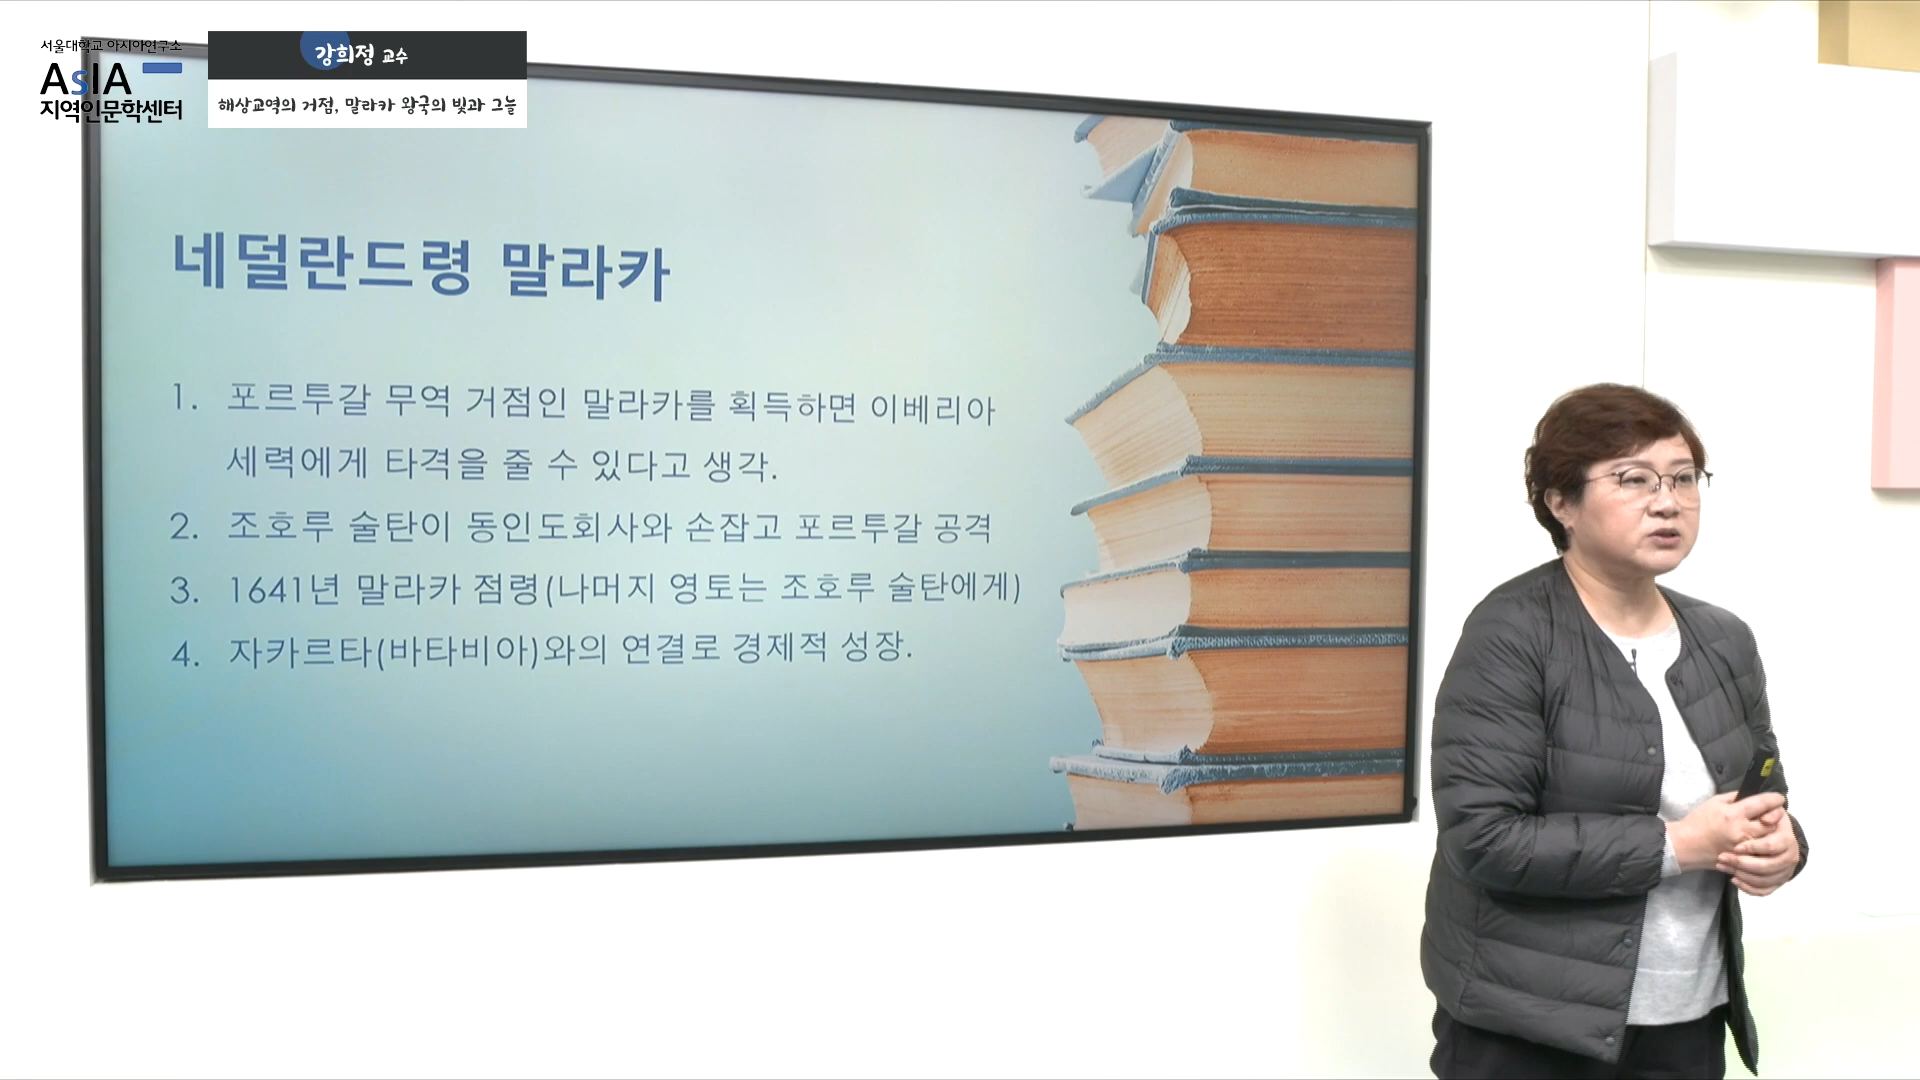 서울대학교 아시아연구소
AsIA
지역인문학센터
강희정 교수
해상교역의 거점, 말라카 왕국의 빛과 그늘
네덜란드령 말라카
1. 포르투갈 무역 거점인 말라카를 획득하면 이베리아
세력에게 타격을 줄 수 있다고 생각.
2. 조호루 술탄이 동인도회사와 손잡고 포르투갈 공격
3. 1641년 말라카 점령(나머지 영토는 조호루 술탄에게)
4. 자카르타(바타비아)와의 연결로 경제적 성장.